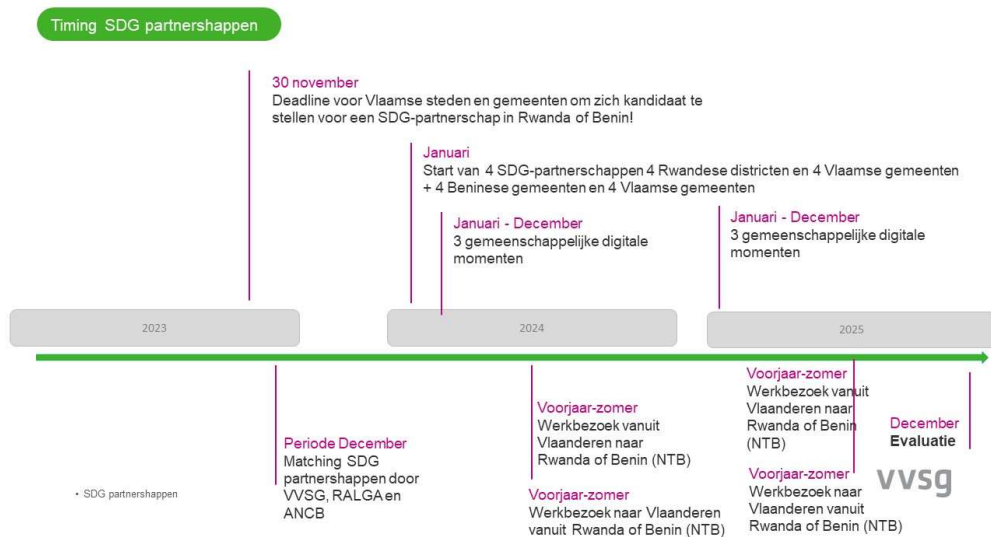 Timing SDG partnershappen
30 november
Deadline voor Vlaamse steden en gemeenten om zich kandidaat te
stellen voor een SDG-partnerschap in Rwanda of Benin!
Januari
Start van 4 SDG-partnerschappen 4 Rwandese districten en 4 Vlaamse gemeenten
+ 4 Beninese gemeenten en 4 Vlaamse gemeenten
Januari - December
3 gemeenschappelijke digitale
momenten
Januari - December
3 gemeenschappelijke digitale
momenten
2023
2024
2025
Periode December
Matching SDG
partnershappen door
VVSG, RALGA en
ANCB
Voorjaar-zomer
Werkbezoek vanuit
Vlaanderen naar
Rwanda of Benin (NTB)
Voorjaar-zomer
Werkbezoek naar Vlaanderen
vanuit Rwanda of Benin (NTB)
Voorjaar-zomer
Werkbezoek vanuit
Vlaanderen naar
Rwanda of Benin
(NTB)
Voorjaar-zomer
Werkbezoek naar
Vlaanderen vanuit
Rwanda of Benin (NTB)
December
Evaluatie
vvsg
• SDG partnershappen